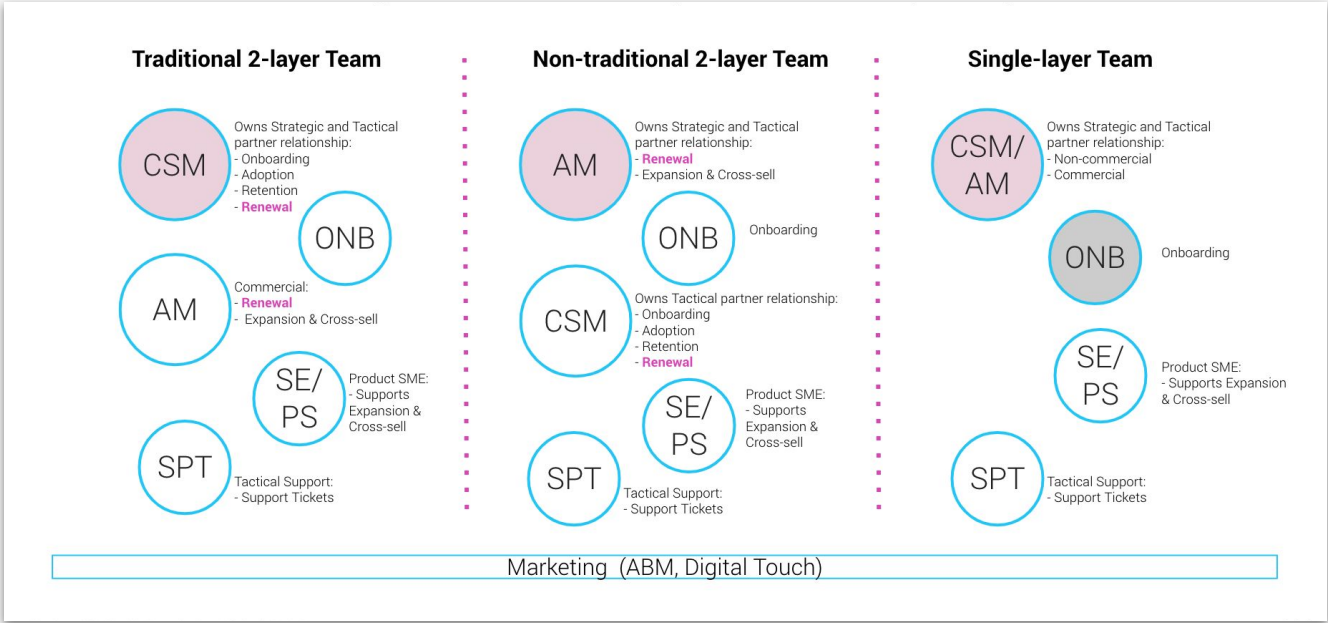 Traditional 2-layer Team
CSM
Owns Strategic and Tactical
partner relationship:
- Onboarding
- Adoption
- Retention
- Renewal
ONB
AM
Commercial:
- Renewal
- Expansion & Cross-sell
SE/
PS
Product SME:
- Supports
Expansion &
Cross-sell
SPT
Tactical Support:
- Support Tickets
Non-traditional 2-layer Team
AM
Owns Strategic and Tactical
partner relationship:
- Renewal
- Expansion & Cross-sell
ONB
Onboarding
CSM
Owns Tactical partner relationship:
- Onboarding
- Adoption
- Retention
- Renewal
SE/
PS
Product SME:
- Supports
Expansion &
Cross-sell
SPT
Tactical Support:
- Support Tickets
Single-layer Team
CSM/
AM
Owns Strategic and Tactical
partner relationship:
- Non-commercial
- Commercial
ONB
Onboarding
SE/
PS
Product SME:
- Supports Expansion
& Cross-sell
SPT
Tactical Support:
- Support Tickets
Marketing (ABM, Digital Touch)